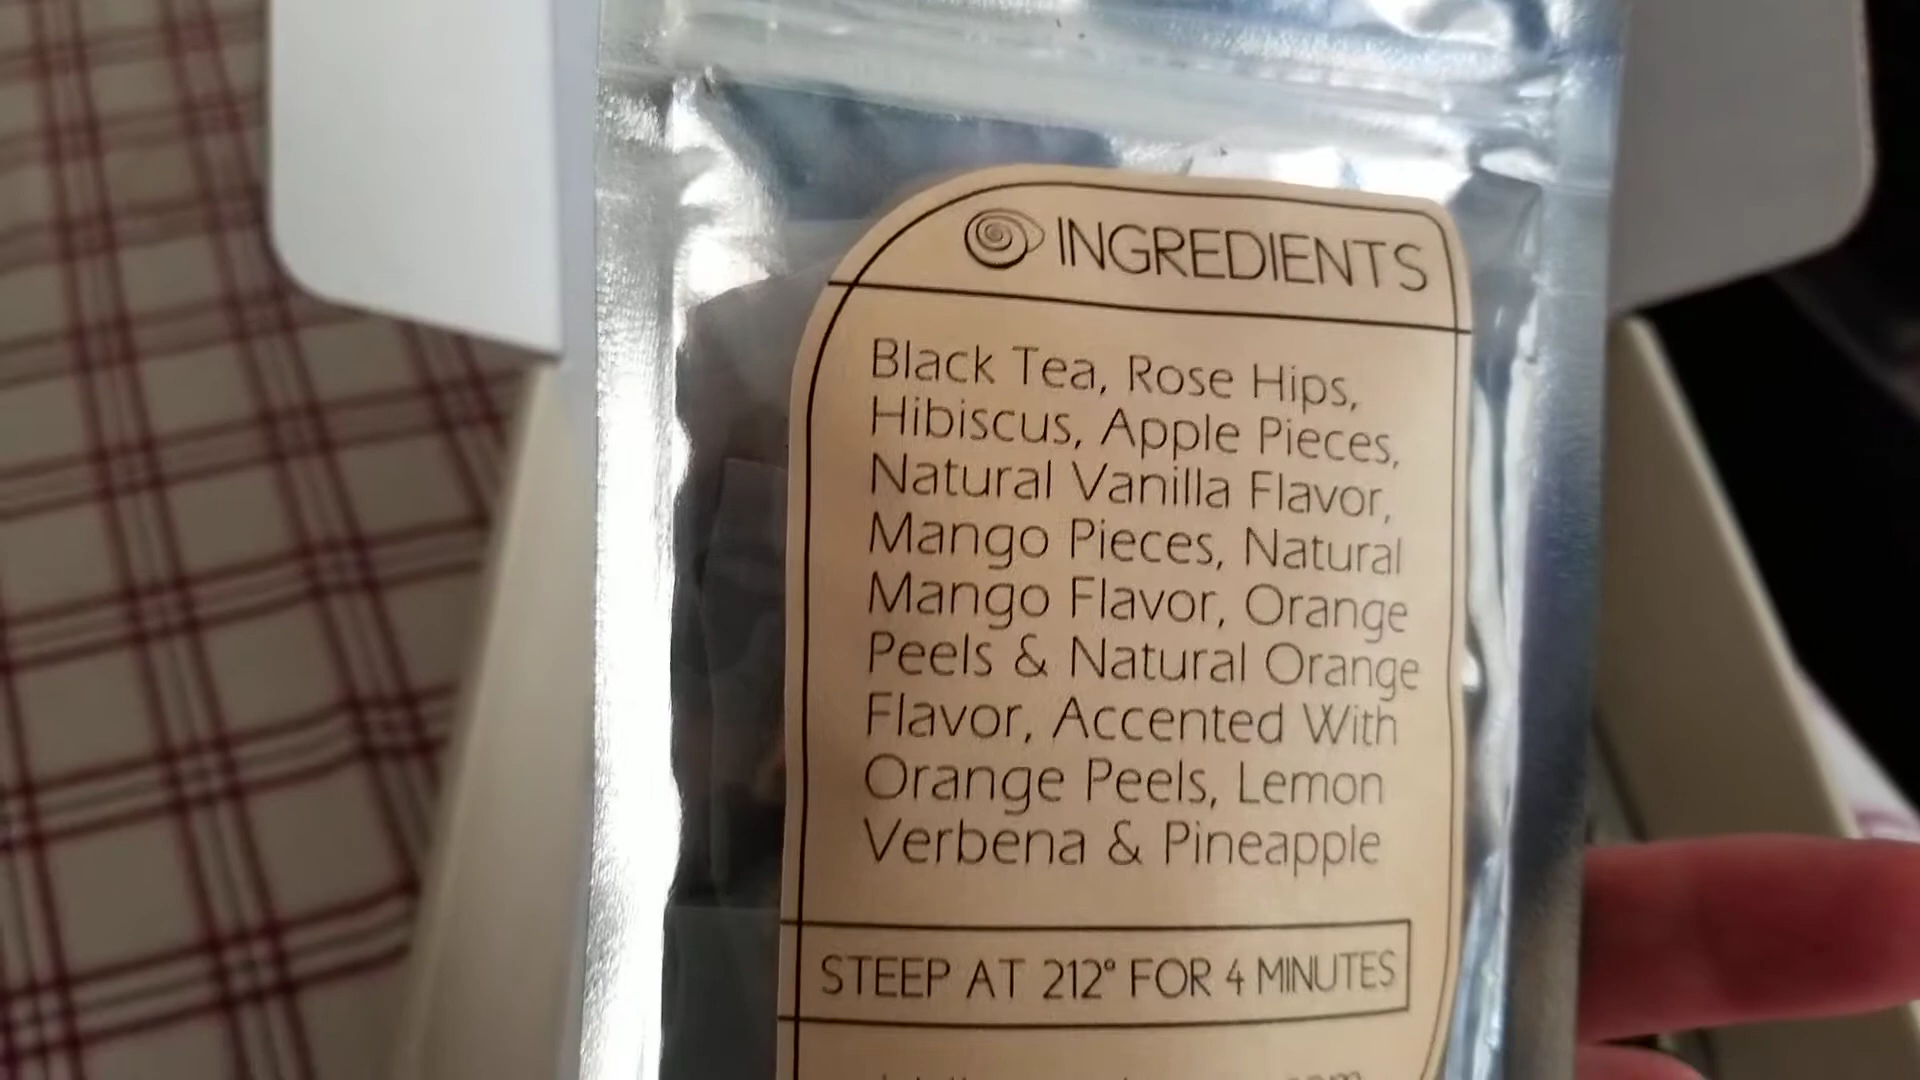 INGREDIENTS
Black Tea, Rose Hips,
Hibiscus, Apple Pieces,
Natural Vanilla Flavor,
Mango Pieces, Natural
Mango Flavor, Orange
Peels & Natural Orange
Flavor, Accented With
Orange Peels, Lemon
Verbena & Pineapple
STEEP AT 212° FOR 4 MINUTES